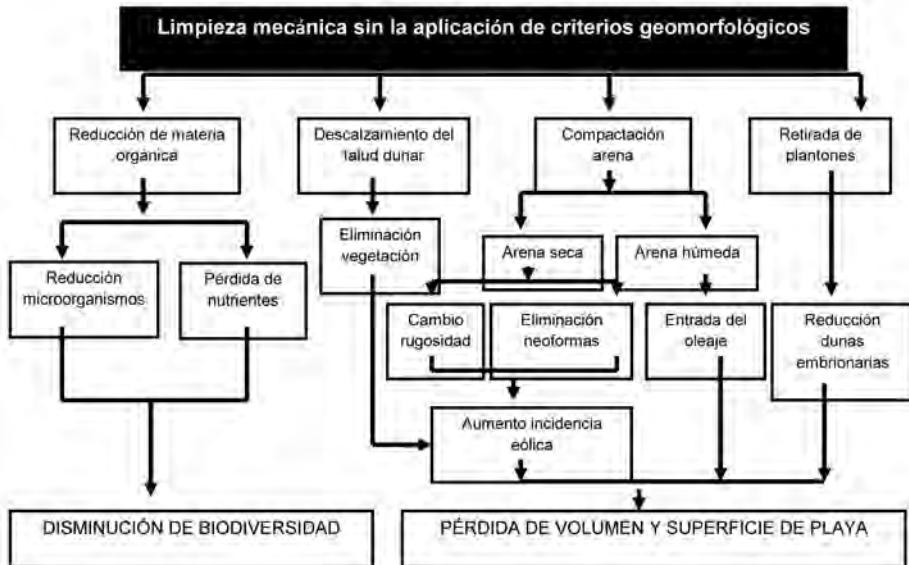 Limpieza mecánica sin la aplicación de criterios geomorfológicos
Reducción de materia
orgánica
Descalzamiento del
talud dunar
Compactación
arena
Retirada de
plantones
Eliminación
vegetación
Arena seca
Arena húmeda
Reducción
microorganismos
Pérdida de
nutrientes
Cambio
rugosidad
Eliminación
neoformas
Entrada del
oleaje
Reducción
dunas
embrionarias
Aumento incidencia
eólica
DISMINUCIÓN DE BIODIVERSIDAD
PÉRDIDA DE VOLUMEN Y SUPERFICIE DE PLAYA